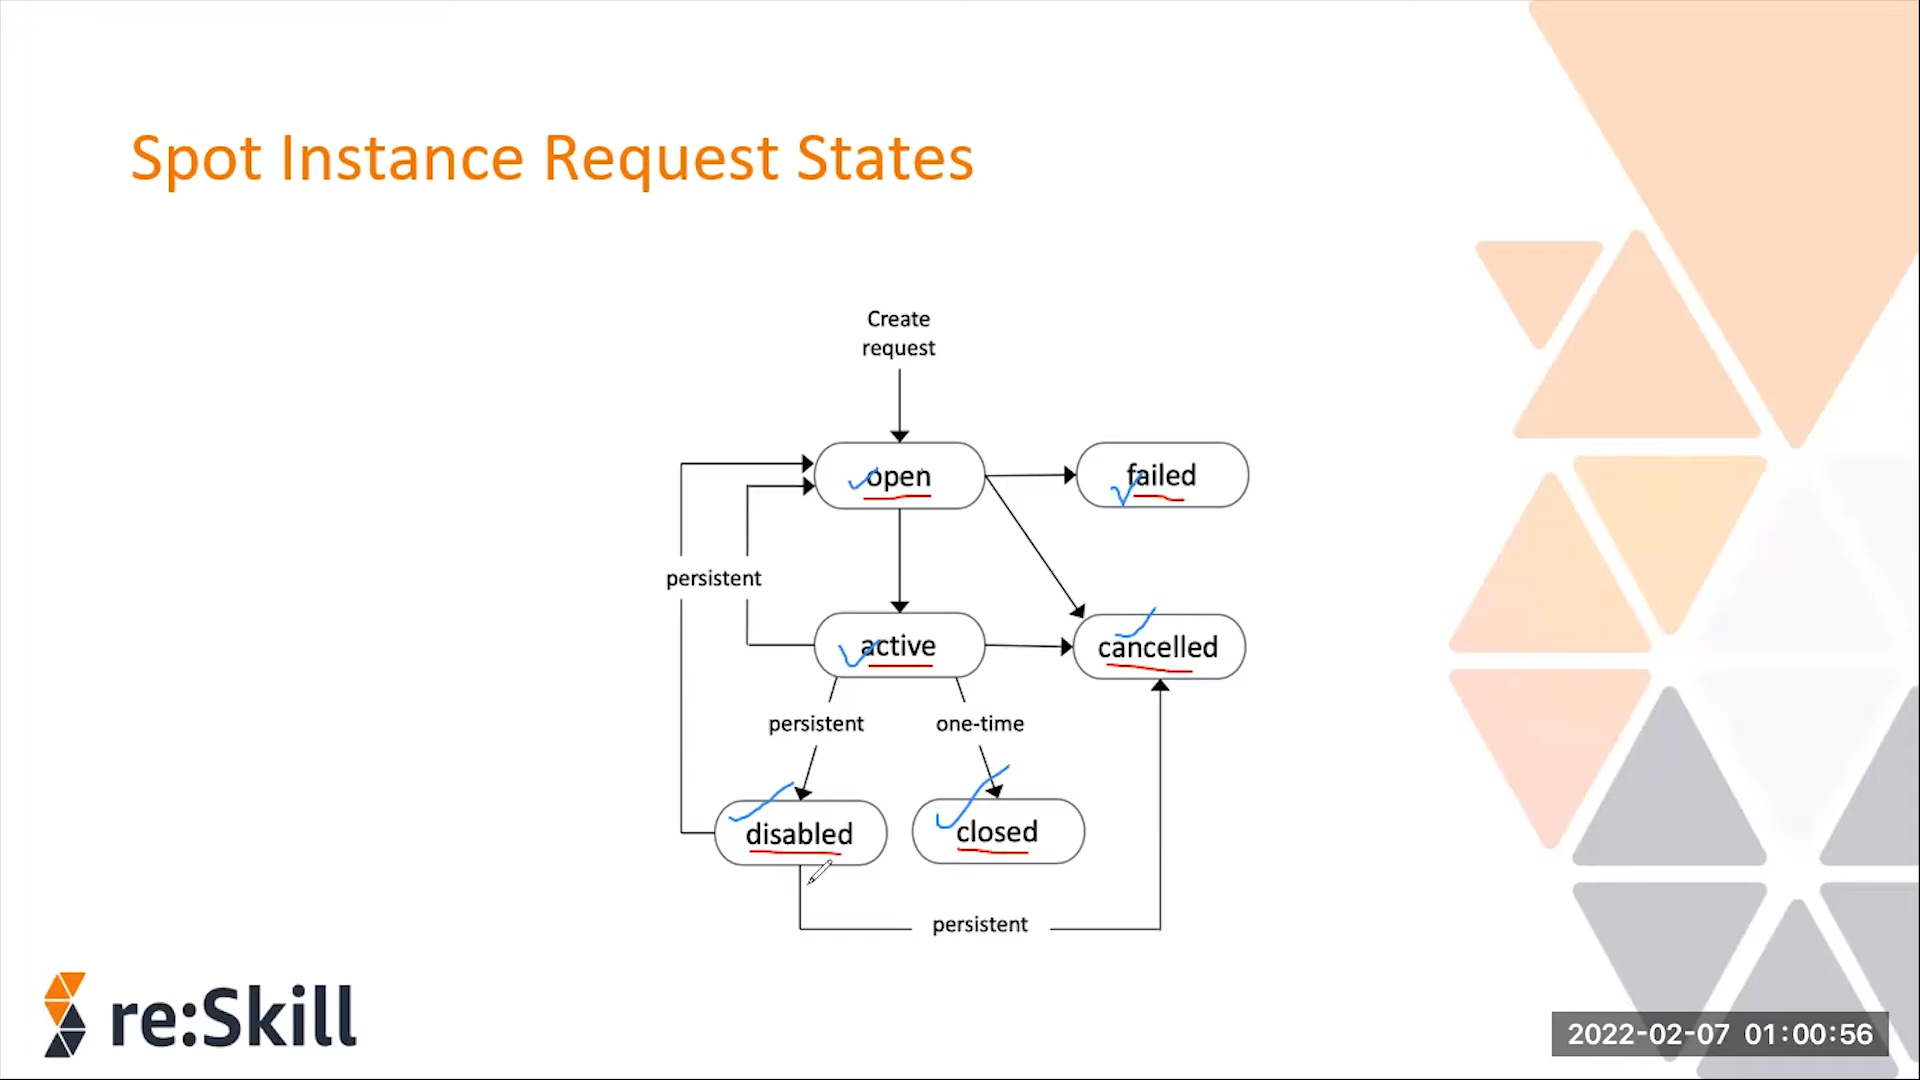 Spot Instance Request States
Create
request
open
failed
persistent
active
cancelled
persistent
one-time
disabled
closed
persistent
re:Skill
2022-02-07 01:00:56